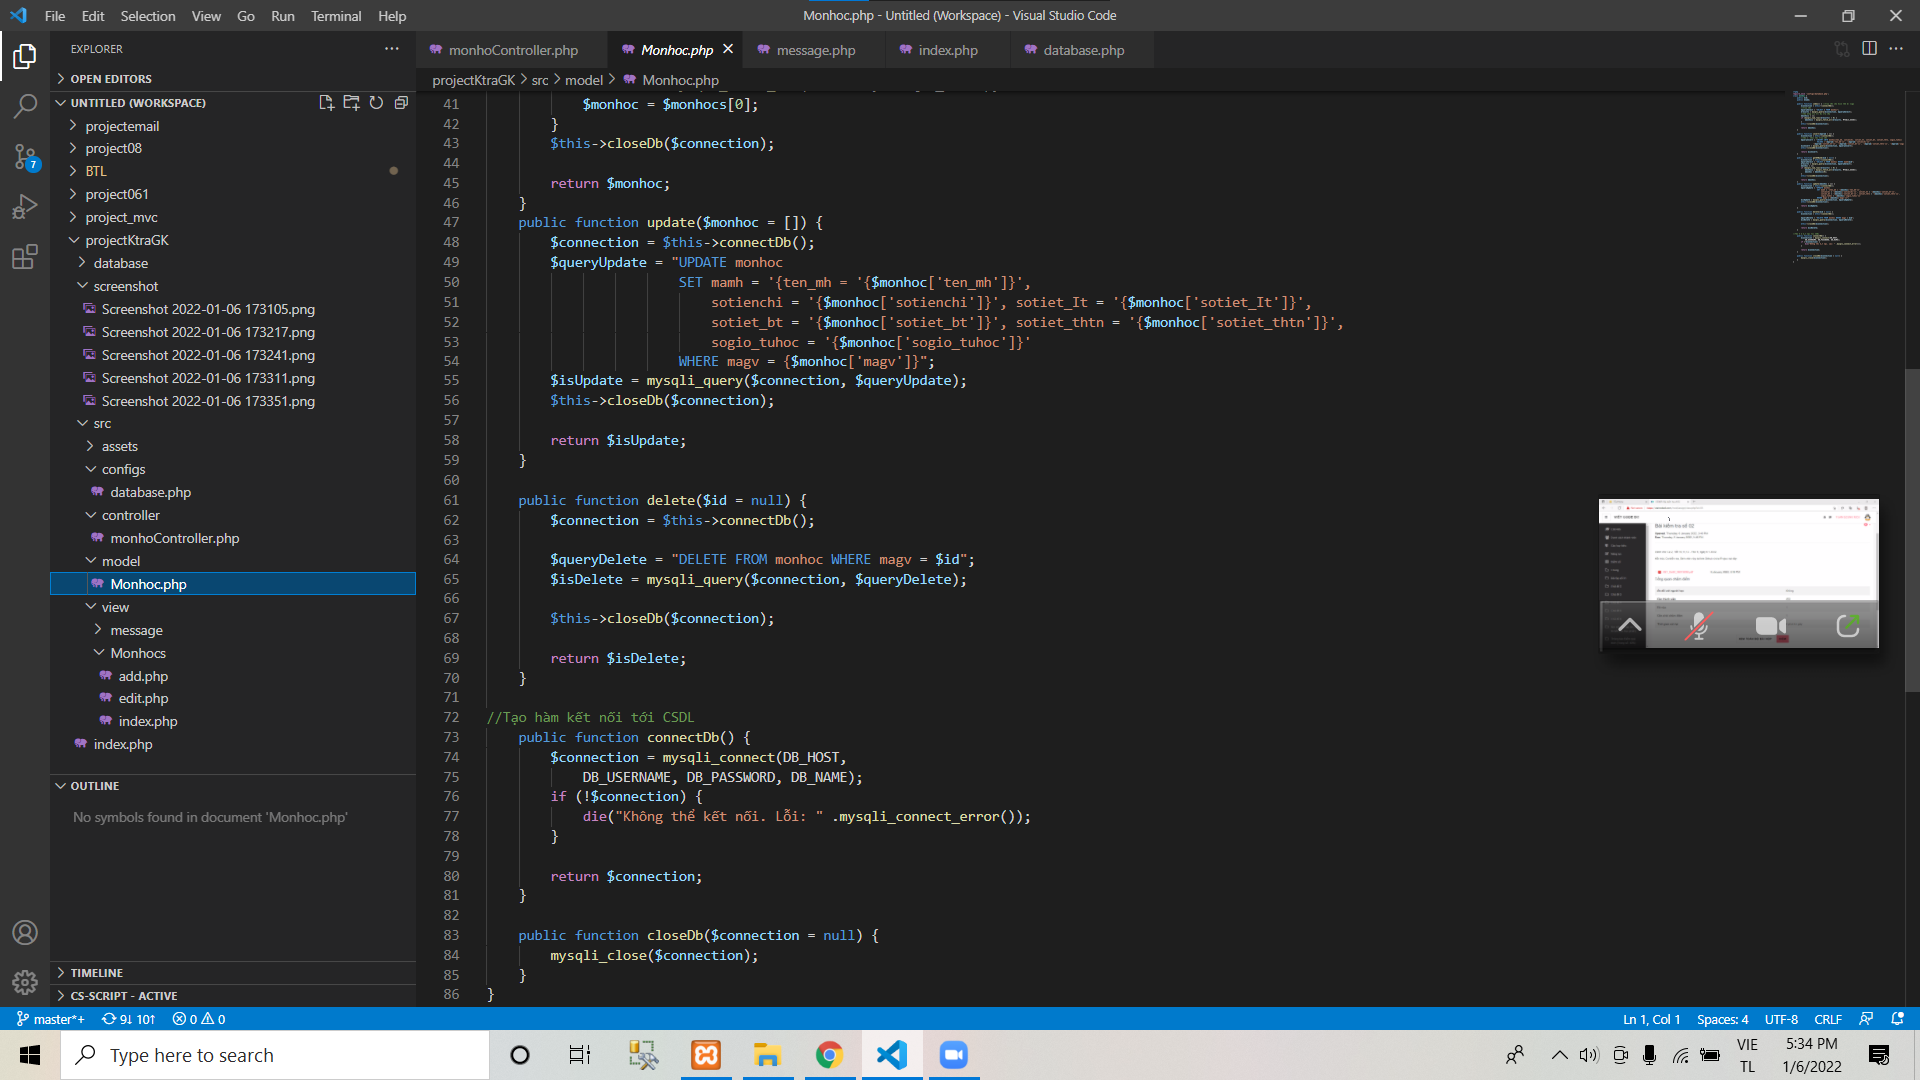 File Edit Selection View Go Run Terminal Help
Monhoc.php - Untitled (Workspace) - Visual Studio Code
EXPLORER
OPEN EDITORS
UNTITLED (WORKSPACE)
projectemail
project08
BTL
project061
project_mvc
projectKtraGK
database
screenshot
Screenshot 2022-01-06 173105.png
Screenshot 2022-01-06 173217.png
Screenshot 2022-01-06 173241.png
Screenshot 2022-01-06 173311.png
Screenshot 2022-01-06 173351.png
src
assets
configs
database.php
controller
monhoController.php
model
Monhoc.php
view
message
Monhocs
add.php
edit.php
index.php
index.php
OUTLINE
No symbols found in document 'Monhoc.php'
TIMELINE
CS-SCRIPT - ACTIVE
7
monhoController.php Monhoc.php message.php index.php database.php
projectKtraGK > src > model > Monhoc.php
41 $monhoc = $monhocs[0];
42 }
43 $this->closeDb($connection);
44
45 return $monhoc;
46 }
47 public function update($monhoc = []) {
48 $connection = $this->connectDb();
49 $queryUpdate = "UPDATE monhoc
50 SET mamh = '{ten_mh = '{$monhoc['ten_mh']}',
51 sotienchi = '{$monhoc['sotienchi']}', sotiet_It = '{$monhoc['sotiet_It']}',
52 sotiet_bt = '{$monhoc['sotiet_bt']}', sotiet_thtn = '{$monhoc['sotiet_thtn']}',
53 sogio_tuhoc = '{$monhoc['sogio_tuhoc']}'
54 WHERE magv = {$monhoc['magv']}";
55 $isUpdate = mysqli_query($connection, $queryUpdate);
56 $this->closeDb($connection);
57
58 return $isUpdate;
59 }
60
61 public function delete($id = null) {
62 $connection = $this->connectDb();
63
64 $queryDelete = "DELETE FROM monhoc WHERE magv = $id";
65 $isDelete = mysqli_query($connection, $queryDelete);
66
67 $this->closeDb($connection);
68
69 return $isDelete;
70 }
71
72 //Tạo hàm kết nối tới CSDL
73 public function connectDb() {
74 $connection = mysqli_connect(DB_HOST,
75 DB_USERNAME, DB_PASSWORD, DB_NAME);
76 if (!$connection) {
77 die("Không thể kết nối. Lỗi: " .mysqli_connect_error());
78 }
79
80 return $connection;
81 }
82
83 public function closeDb($connection = null) {
84 mysqli_close($connection);
85 }
86 }
master*+ 9↓ 10↑ 0 0
Ln 1, Col 1 Spaces: 4 UTF-8 CRLF
Type here to search
VIE
TL
5:34 PM
1/6/2022